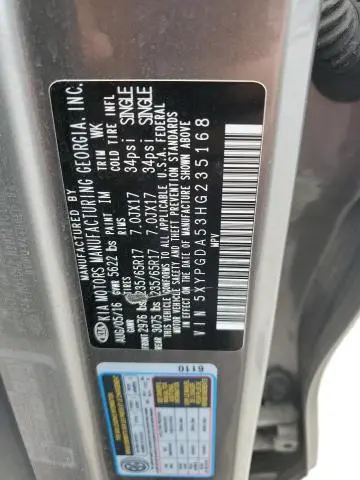 MANUFACTURED BY
KIA MOTORS MANUFACTURING GEORGIA, INC.
AUG/05/16 GVWR 5622 lbs PAINT IM TRIM WK
GAWR TIRES RIMS COLD TIRE INFL
FRONT 2976 lbs 235/65R17 7.0JX17 34psi SINGLE
REAR 3075 lbs 235/65R17 7.0JX17 34psi SINGLE
THIS VEHICLE CONFORMS TO ALL APPLICABLE U.S.A. FEDERAL
MOTOR VEHICLE SAFETY AND THEFT PREVENTION STANDARDS
IN EFFECT ON THE DATE OF MANUFACTURE SHOWN ABOVE.
VIN 5XYPGDA53HG235168
MPV
KIA
6110